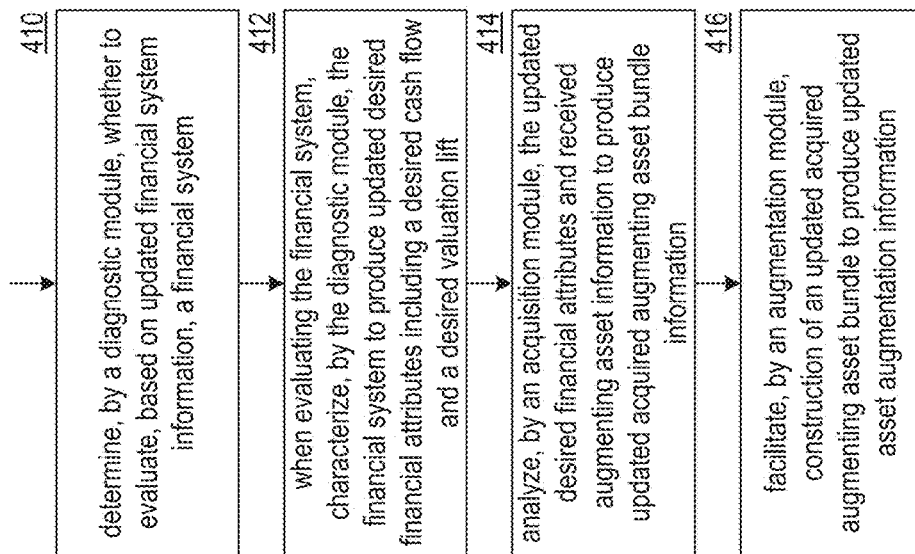 410
determine, by a diagnostic module, whether to
evaluate, based on updated financial system
information, a financial system
412
when evaluating the financial system,
characterize, by the diagnostic module, the
financial system to produce updated desired
financial attributes including a desired cash flow
and a desired valuation lift
414
analyze, by an acquisition module, the updated
desired financial attributes and received
augmenting asset information to produce
updated acquired augmenting asset bundle
information
416
facilitate, by an augmentation module,
construction of an updated acquired
augmenting asset bundle to produce updated
asset augmentation information